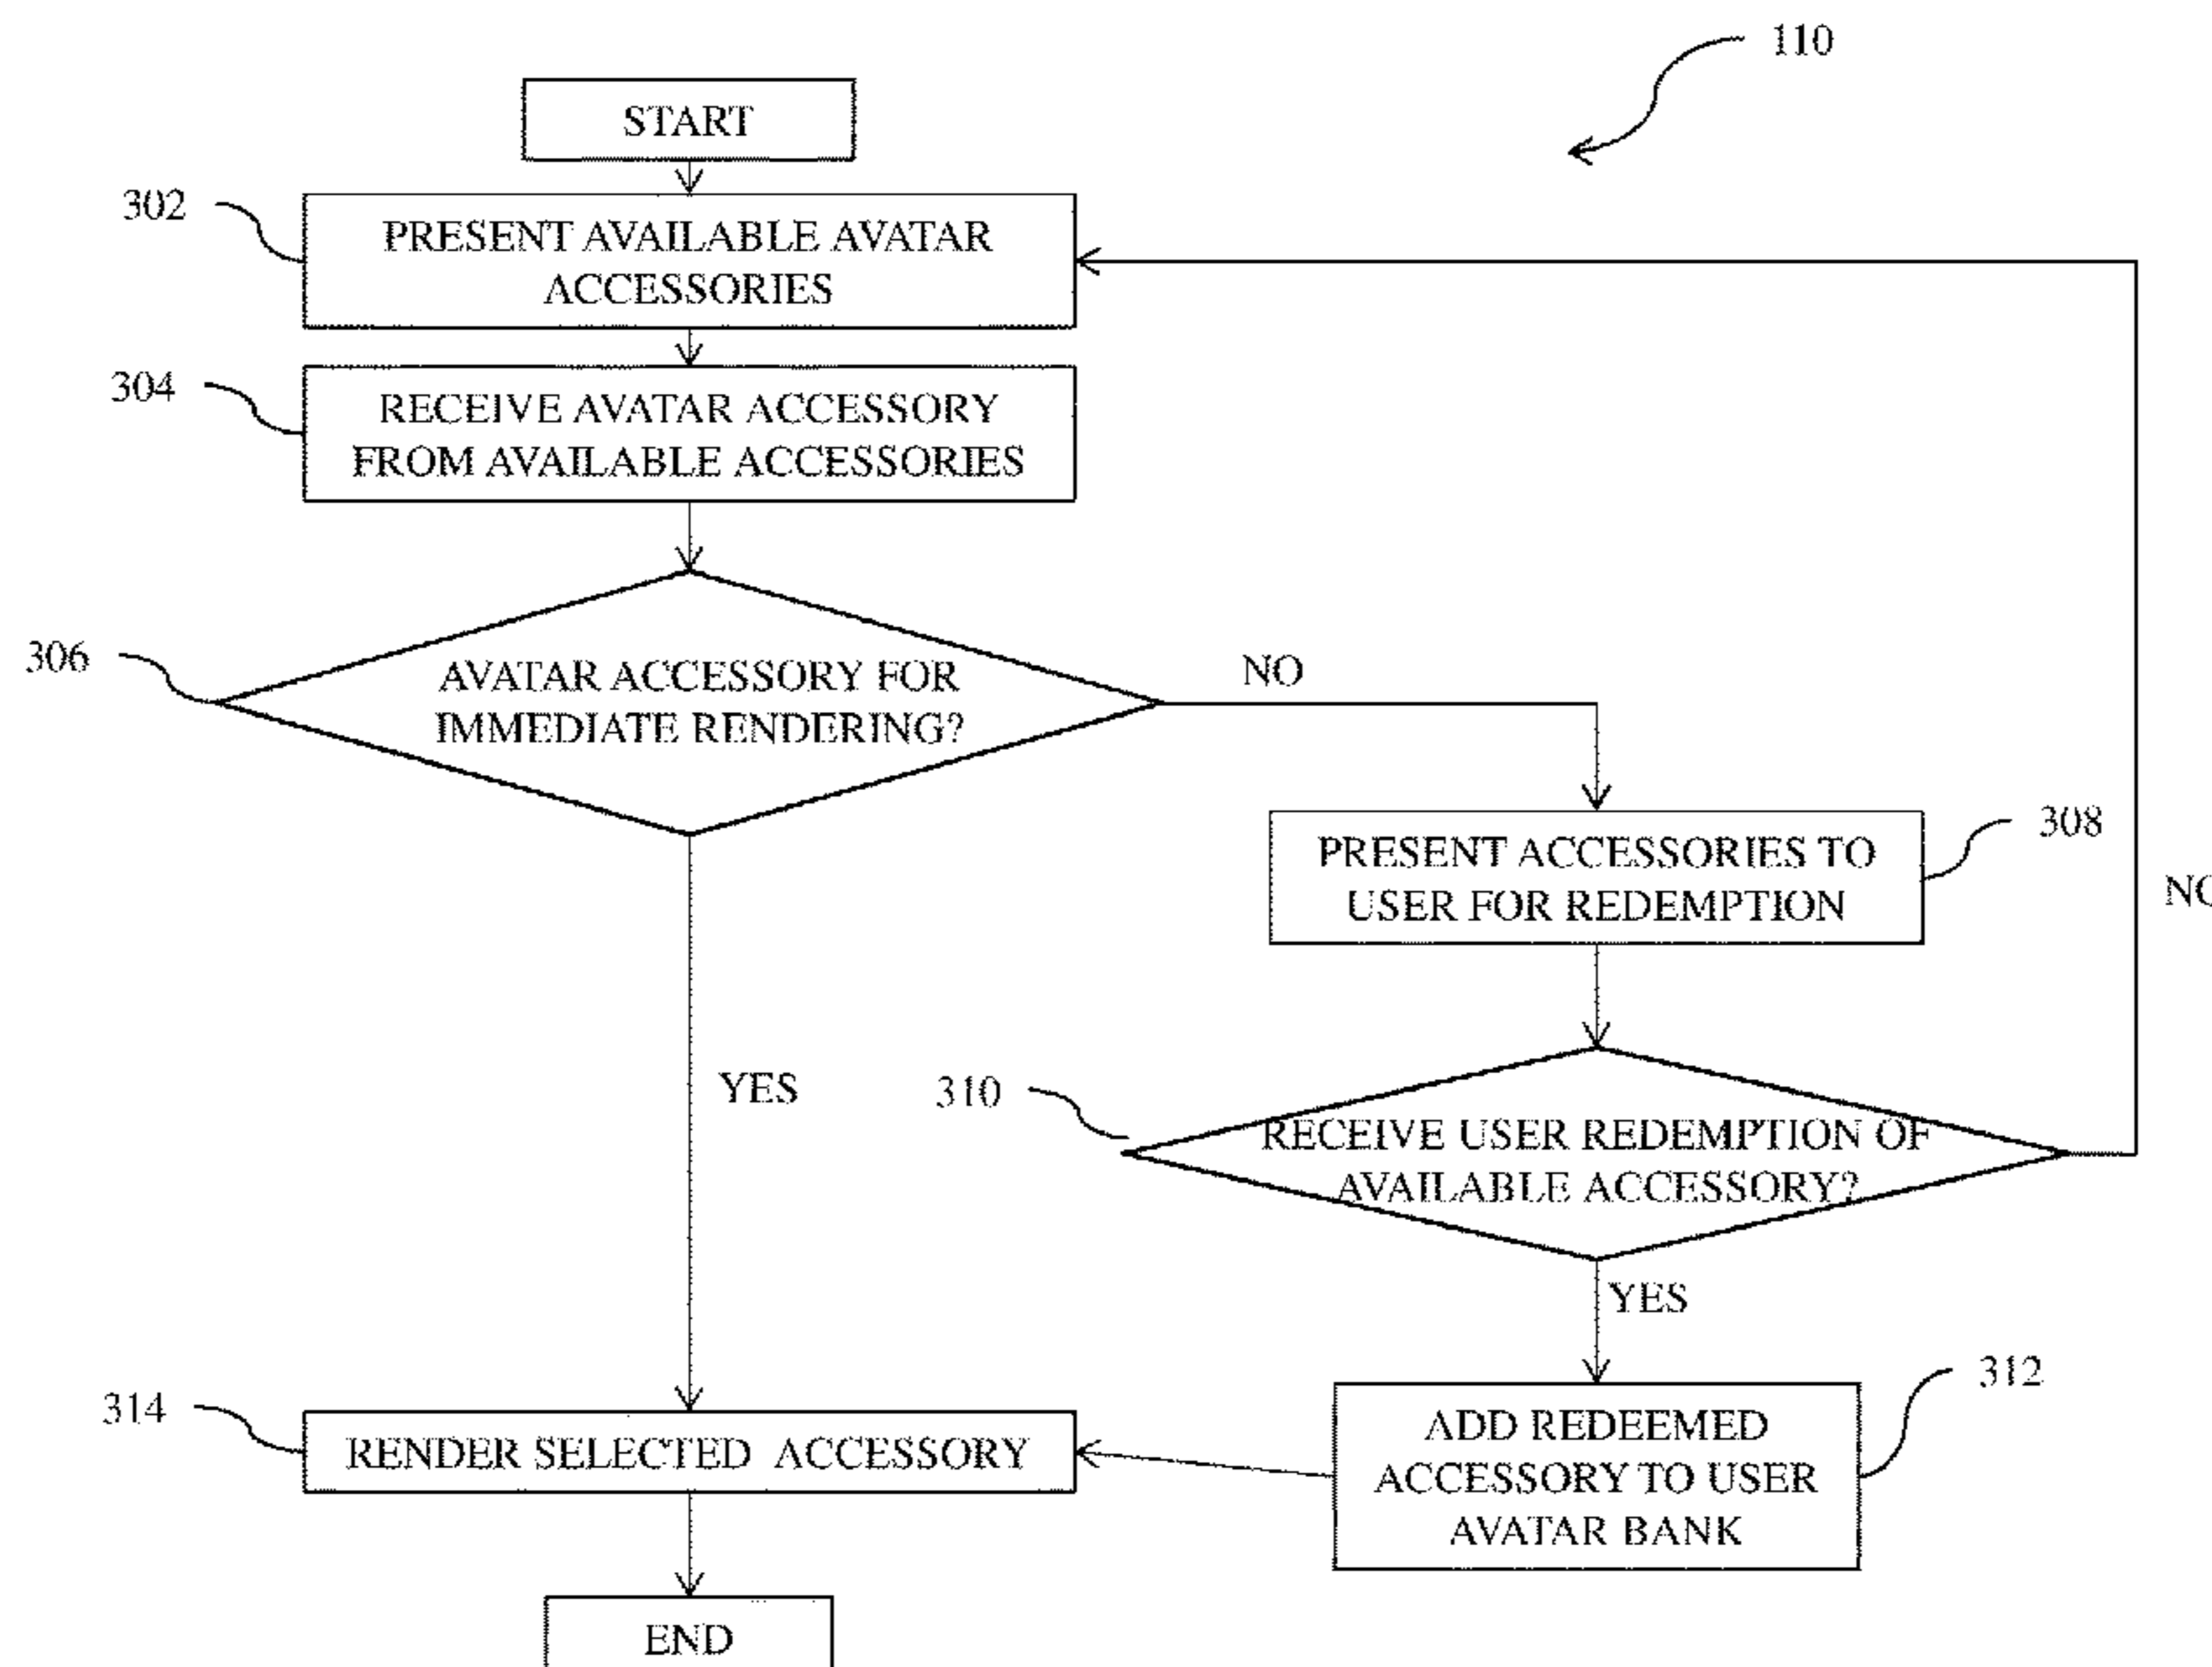 110
START
302
PRESENT AVAILABLE AVATAR
ACCESSORIES
304
RECEIVE AVATAR ACCESSORY
FROM AVAILABLE ACCESSORIES
306
AVATAR ACCESSORY FOR
IMMEDIATE RENDERING?
NO
308
PRESENT ACCESSORIES TO
USER FOR REDEMPTION
NO
310
RECEIVE USER REDEMPTION OF
AVAILABLE ACCESSORY?
YES
YES
312
ADD REDEEMED
ACCESSORY TO USER
AVATAR BANK
314
RENDER SELECTED ACCESSORY
END